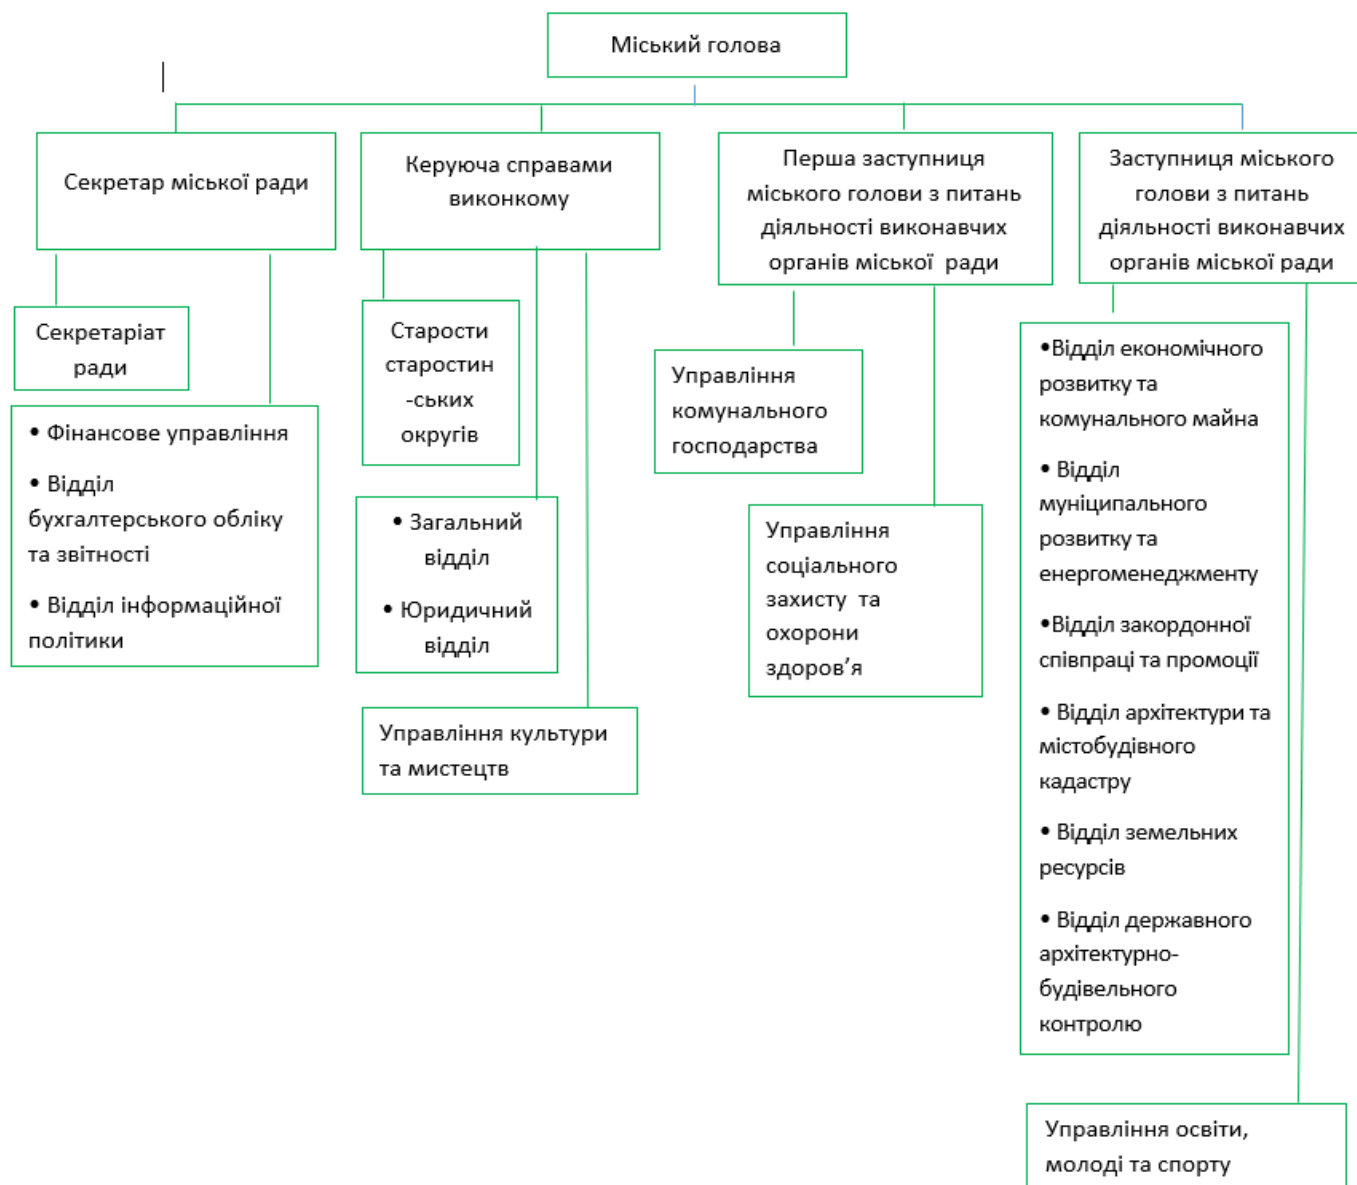 Міський голова
Секретар міської ради
Керуюча справами
виконкому
Перша заступниця
міського голови з питань
діяльності виконавчих
органів міської ради
Заступниця міського
голови з питань
діяльності виконавчих
органів міської ради
Секретаріат
ради
• Фінансове управління
• Відділ
бухгалтерського обліку
та звітності
• Відділ інформаційної
політики
Старости
старостин
-ських
округів
• Загальний
відділ
• Юридичний
відділ
Управління культури
та мистецтв
Управління
комунального
господарства
Управління
соціального
захисту та
охорони
здоров’я
•Відділ економічного
розвитку та
комунального майна
• Відділ
муніципального
розвитку та
енергоменеджменту
•Відділ закордонної
співпраці та промоції
• Відділ архітектури та
містобудівного
кадастру
• Відділ земельних
ресурсів
• Відділ державного
архітектурно-
будівельного
контролю
Управління освіти,
молоді та спорту